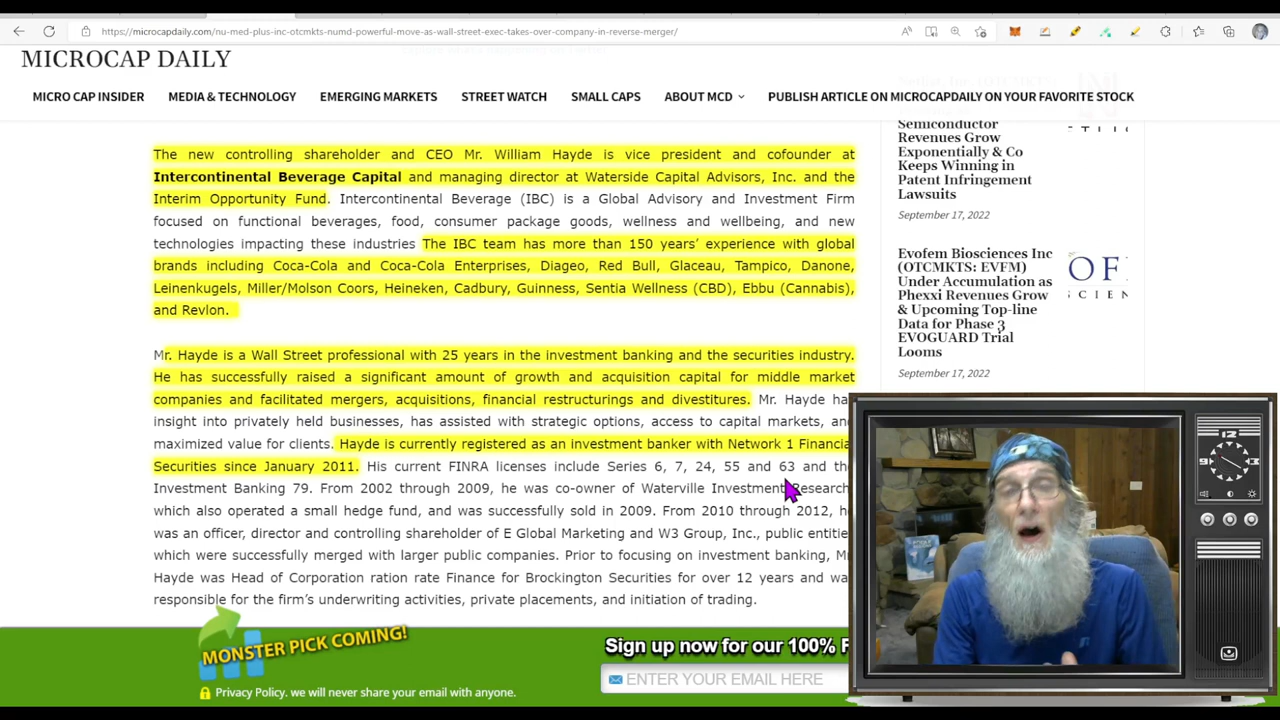 https://microcapdaily.com/nu-med-plus-inc-otcmkts-numd-powerful-move-as-wall-street-exec-takes-over-company-in-reverse-merger/
MICROCAP DAILY
MICRO CAP INSIDER MEDIA & TECHNOLOGY EMERGING MARKETS STREET WATCH SMALL CAPS ABOUT MCD PUBLISH ARTICLE ON MICROCAPDAILY ON YOUR FAVORITE STOCK
The new controlling shareholder and CEO Mr. William Hayde is vice president and cofounder at
Intercontinental Beverage Capital and managing director at Waterside Capital Advisors, Inc. and the
Interim Opportunity Fund. Intercontinental Beverage (IBC) is a Global Advisory and Investment Firm
focused on functional beverages, food, consumer package goods, wellness and wellbeing, and new
technologies impacting these industries The IBC team has more than 150 years’ experience with global
brands including Coca-Cola and Coca-Cola Enterprises, Diageo, Red Bull, Glaceau, Tampico, Danone,
Leinenkugels, Miller/Molson Coors, Heineken, Cadbury, Guinness, Sentia Wellness (CBD), Ebbu (Cannabis),
and Revlon.
Mr. Hayde is a Wall Street professional with 25 years in the investment banking and the securities industry.
He has successfully raised a significant amount of growth and acquisition capital for middle market
companies and facilitated mergers, acquisitions, financial restructurings and divestitures. Mr. Hayde ha
insight into privately held businesses, has assisted with strategic options, access to capital markets, an
maximized value for clients. Hayde is currently registered as an investment banker with Network 1 Financia
Securities since January 2011. His current FINRA licenses include Series 6, 7, 24, 55 and 63 and th
Investment Banking 79. From 2002 through 2009, he was co-owner of Waterville Investment Research,
which also operated a small hedge fund, and was successfully sold in 2009. From 2010 through 2012, h
was an officer, director and controlling shareholder of E Global Marketing and W3 Group, Inc., public entitie
which were successfully merged with larger public companies. Prior to focusing on investment banking, M
Hayde was Head of Corporation ration rate Finance for Brockington Securities for over 12 years and wa
responsible for the firm’s underwriting activities, private placements, and initiation of trading.
Semiconductor
Revenues Grow
Exponentially & Co
Keeps Winning in
Patent Infringement
Lawsuits
September 17, 2022
Evofem Biosciences Inc
(OTCMKTS: EVFM)
Under Accumulation as
Phexxi Revenues Grow
& Upcoming Top-line
Data for Phase 3
EVOGUARD Trial
Looms
September 17, 2022
OF
SCIEN
MONSTER PICK COMING!
Privacy Policy. we will never share your email with anyone.
Sign up now for our 100% F
ENTER YOUR EMAIL HERE
12
9
3